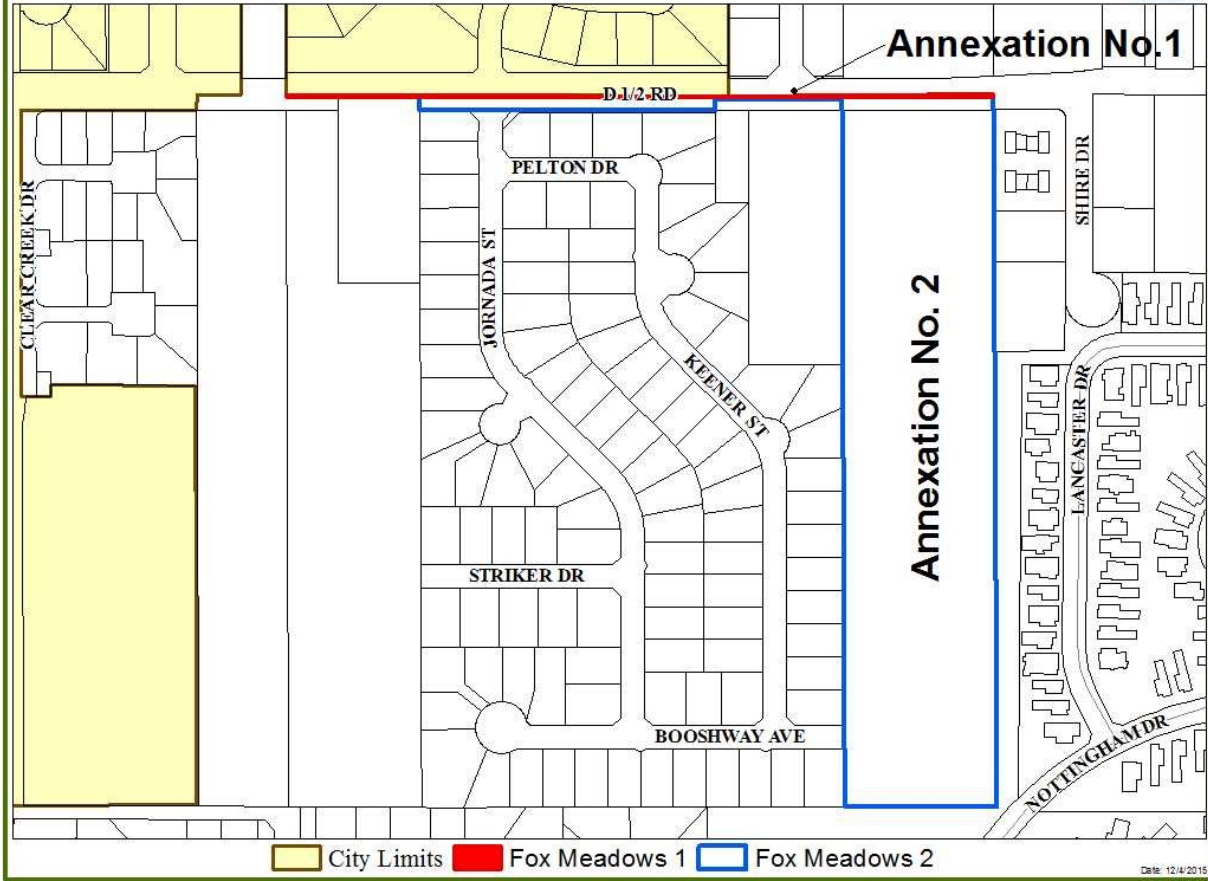 Annexation No.1
D 1/2 RD
PELTON DR
SHIRE DR
CLEAR CREEK DR
JORNADA ST
KEENER ST
Annexation No. 2
LANCASTER DR
STRIKER DR
BOOSHWAY AVE
NOTTINGHAM DR
City Limits
Fox Meadows 1
Fox Meadows 2
Date: 12/4/2015